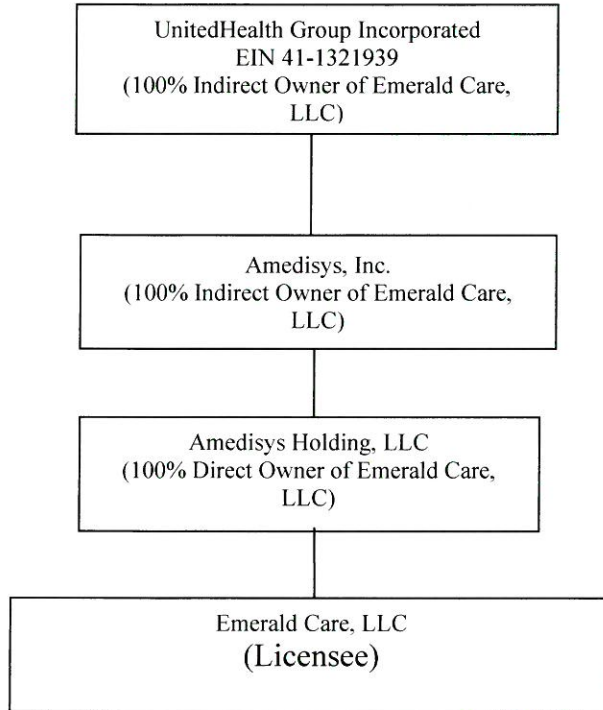 UnitedHealth Group Incorporated
EIN 41-1321939
(100% Indirect Owner of Emerald Care,
LLC)
Amedisys, Inc.
(100% Indirect Owner of Emerald Care,
LLC)
Amedisys Holding, LLC
(100% Direct Owner of Emerald Care,
LLC)
Emerald Care, LLC
(Licensee)